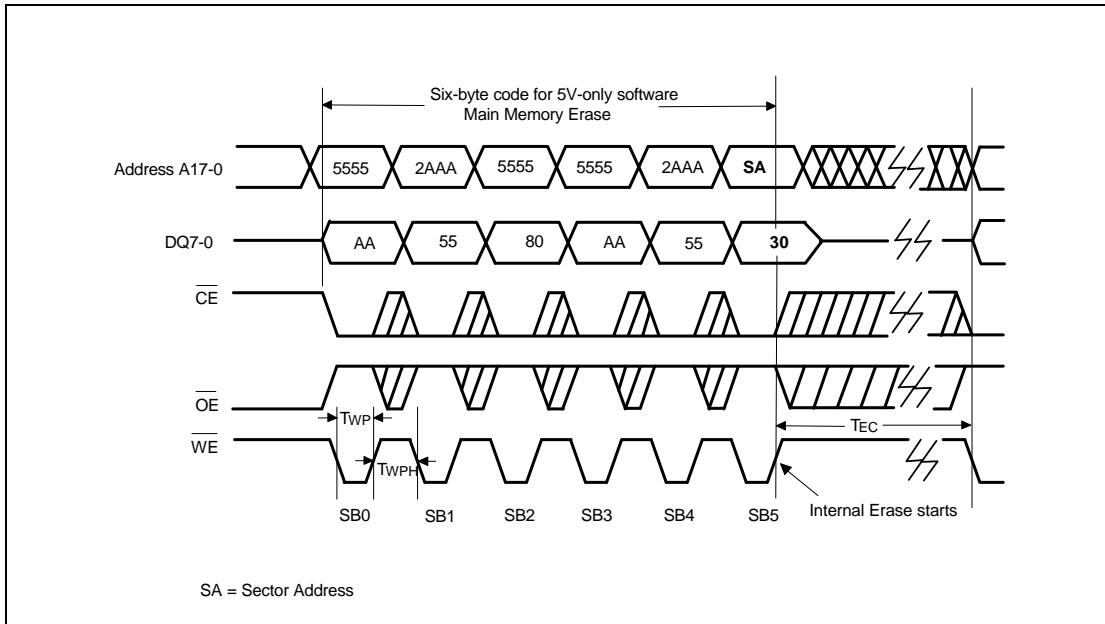 Six-byte code for 5V-only software
Main Memory Erase
Address A17-0
5555
2AAA
5555
5555
2AAA
SA
DQ7-0
AA
55
80
AA
55
30
CE
OE
TWP
TEC
WE
TWPH
Internal Erase starts
SB0
SB1
SB2
SB3
SB4
SB5
SA = Sector Address